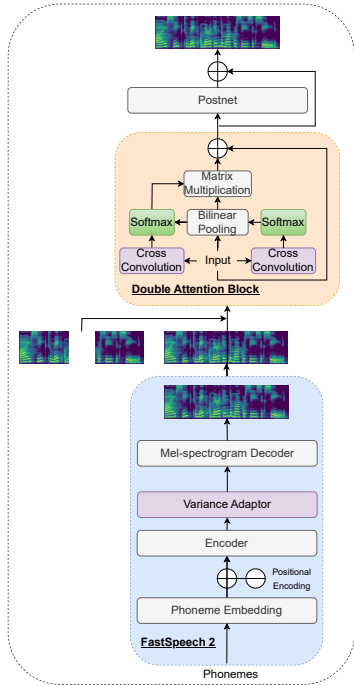 Postnet
Matrix
Multiplication
Softmax
Bilinear
Pooling
Softmax
Cross
Convolution
Input
Cross
Convolution
Double Attention Block
Mel-spectrogram Decoder
Variance Adaptor
Encoder
Positional
Encoding
Phoneme Embedding
FastSpeech 2
Phonemes